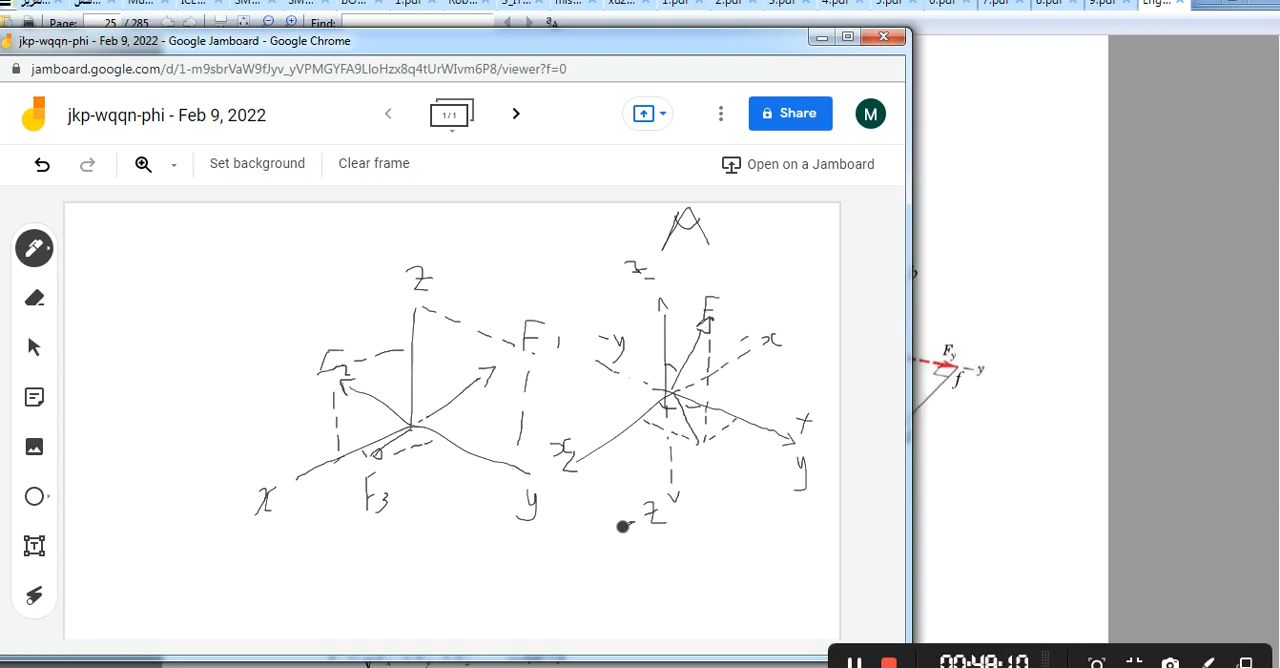 Page: 25 / 285 Find:
jkp-wqqn-phi - Feb 9, 2022 - Google Jamboard - Google Chrome
jamboard.google.com/d/1-m9sbrVaW9fJyv_yVPMGYFA9LloHzx8q4tUrWIvm6P8/viewer?f=0
jkp-wqqn-phi - Feb 9, 2022
1/1
Share
M
Set background
Clear frame
Open on a Jamboard
A
Z
F1
F2
F3
x
y
F
-y
x
+
y
z
Fy
f
y
00:48:10